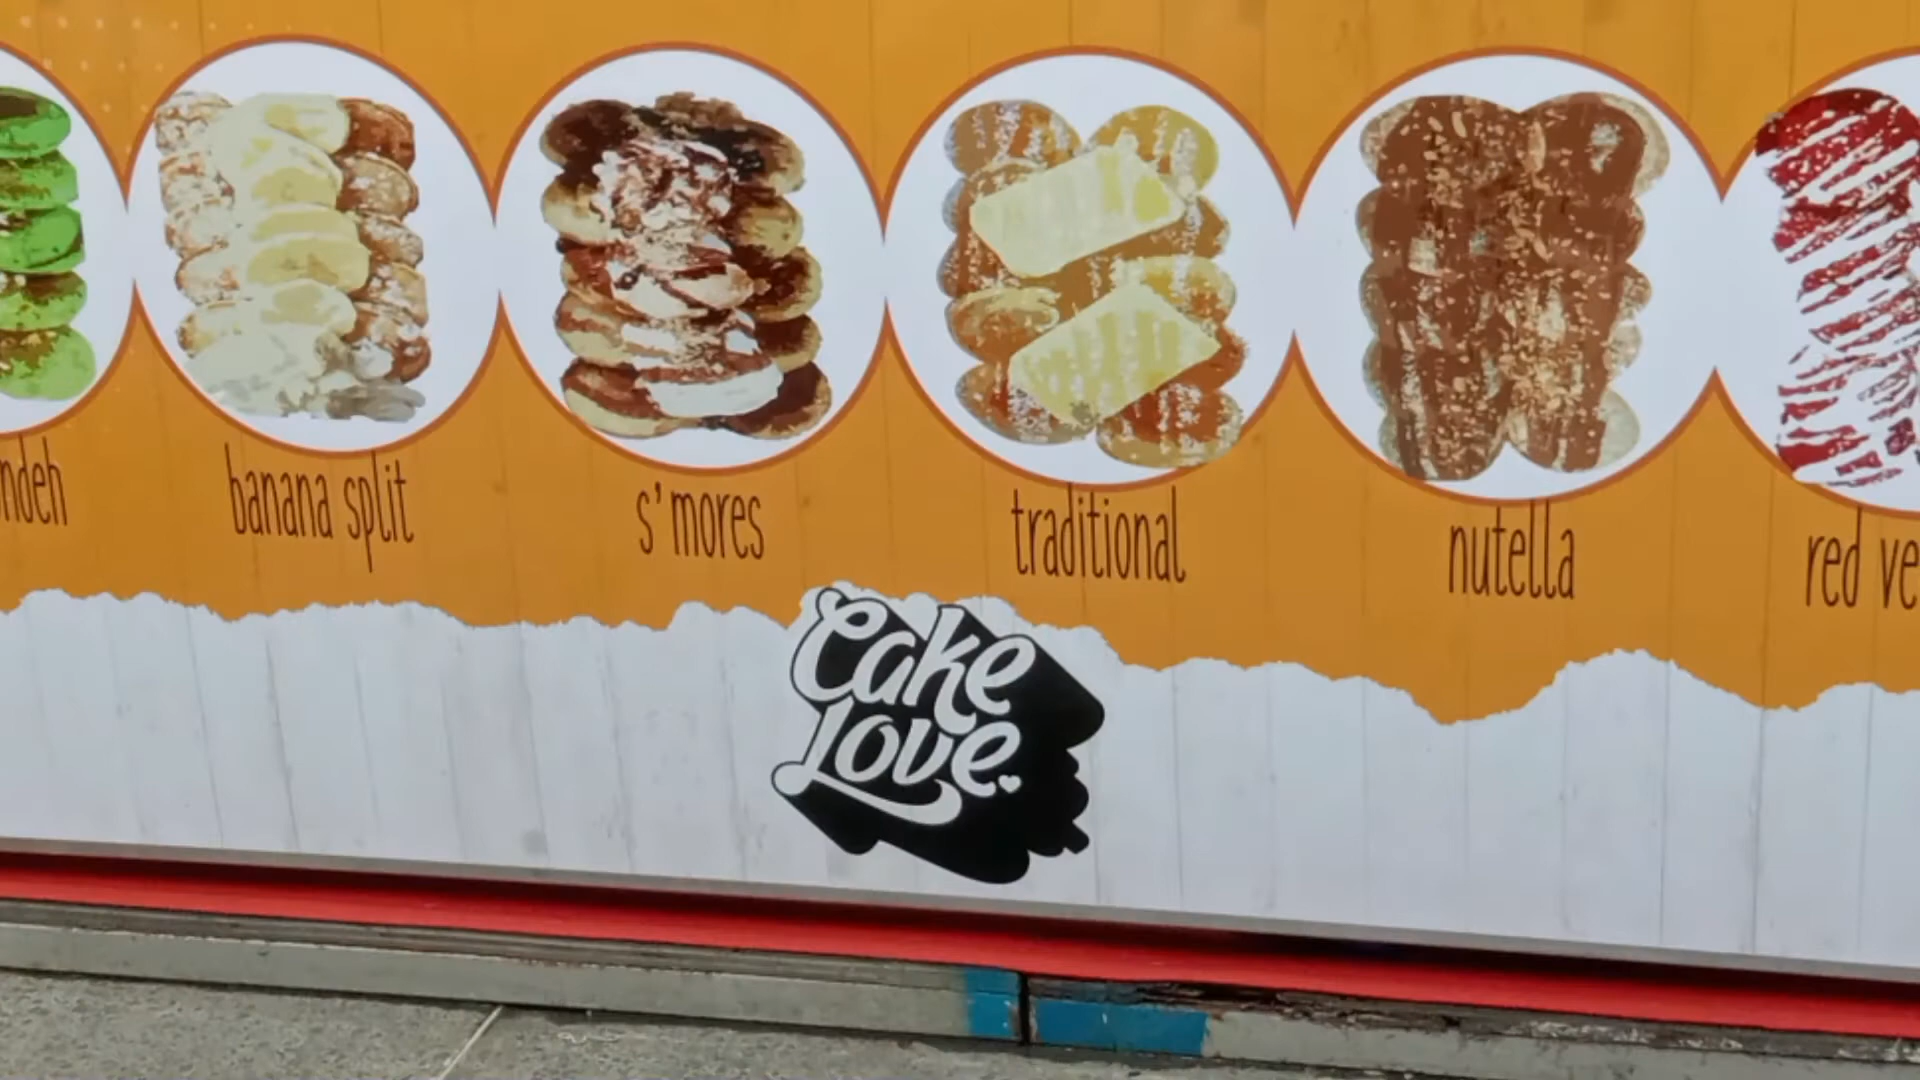 ndeh
banana split
s'mores
traditional
nutella
red ve
Cake
Love